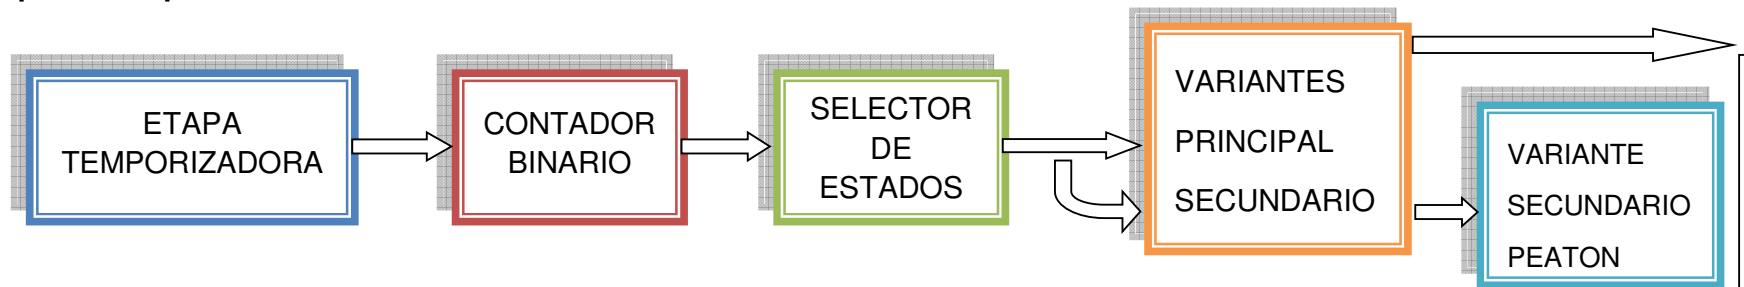 ETAPA
TEMPORIZADORA
CONTADOR
BINARIO
SELECTOR
DE
ESTADOS
VARIANTES
PRINCIPAL
SECUNDARIO
VARIANTE
SECUNDARIO
PEATON